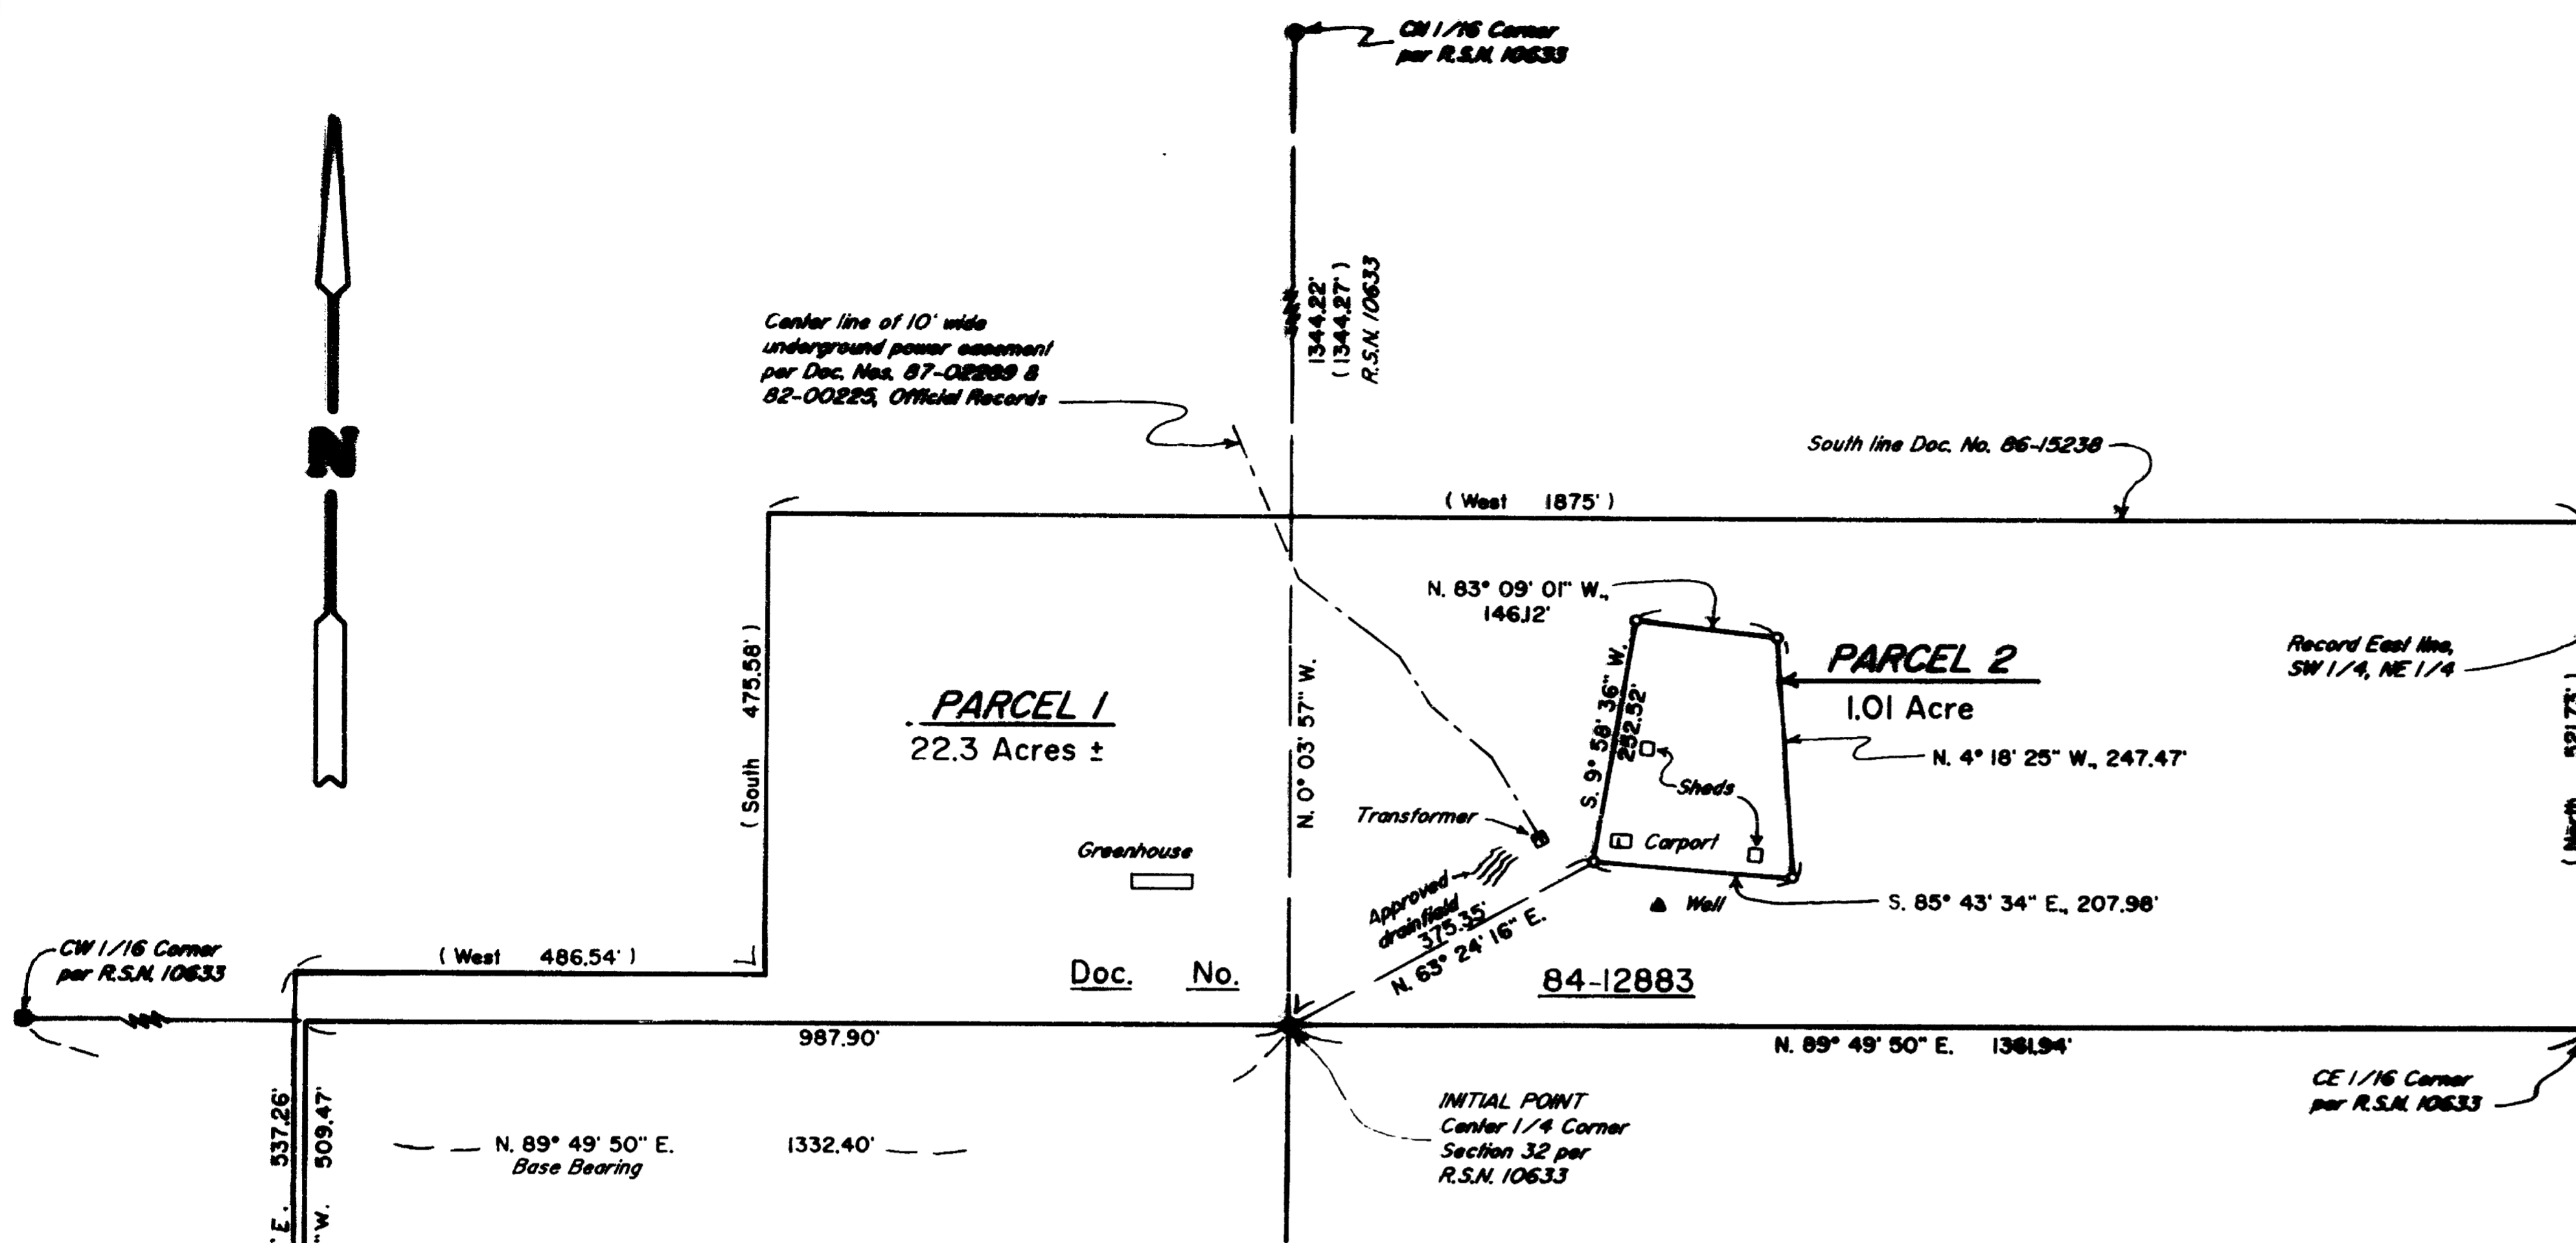 CN 1/16 Corner
per R.S.N. 10633
1344.22'
(1344.27')
R.S.N. 10633
Center line of 10' wide
underground power easement
per Doc. Nos. 87-02289 &
82-00225, Official Records
N
South line Doc. No. 86-15238
( West 1875' )
N. 83° 09' 01" W.,
146.12'
PARCEL 2
1.01 Acre
Record East line,
SW 1/4, NE 1/4
( South 475.58' )
PARCEL 1
22.3 Acres ±
N. 0° 03' 57" W.
S. 9° 58' 36" W.
252.52'
N. 4° 18' 25" W., 247.47'
( North 521.73' )
Sheds
Transformer
Carport
Greenhouse
Approved
drainfield
375.35'
N. 63° 24' 16" E.
Well
S. 85° 43' 34" E., 207.98'
CW 1/16 Corner
per R.S.N. 10633
( West 486.54' )
Doc. No. 84-12883
987.90'
N. 89° 49' 50" E. 1361.94'
CE 1/16 Corner
per R.S.N. 10633
INITIAL POINT
Center 1/4 Corner
Section 32 per
R.S.N. 10633
N. 89° 49' 50" E. 1332.40'
Base Bearing
' E. 537.26'
"W. 509.47'